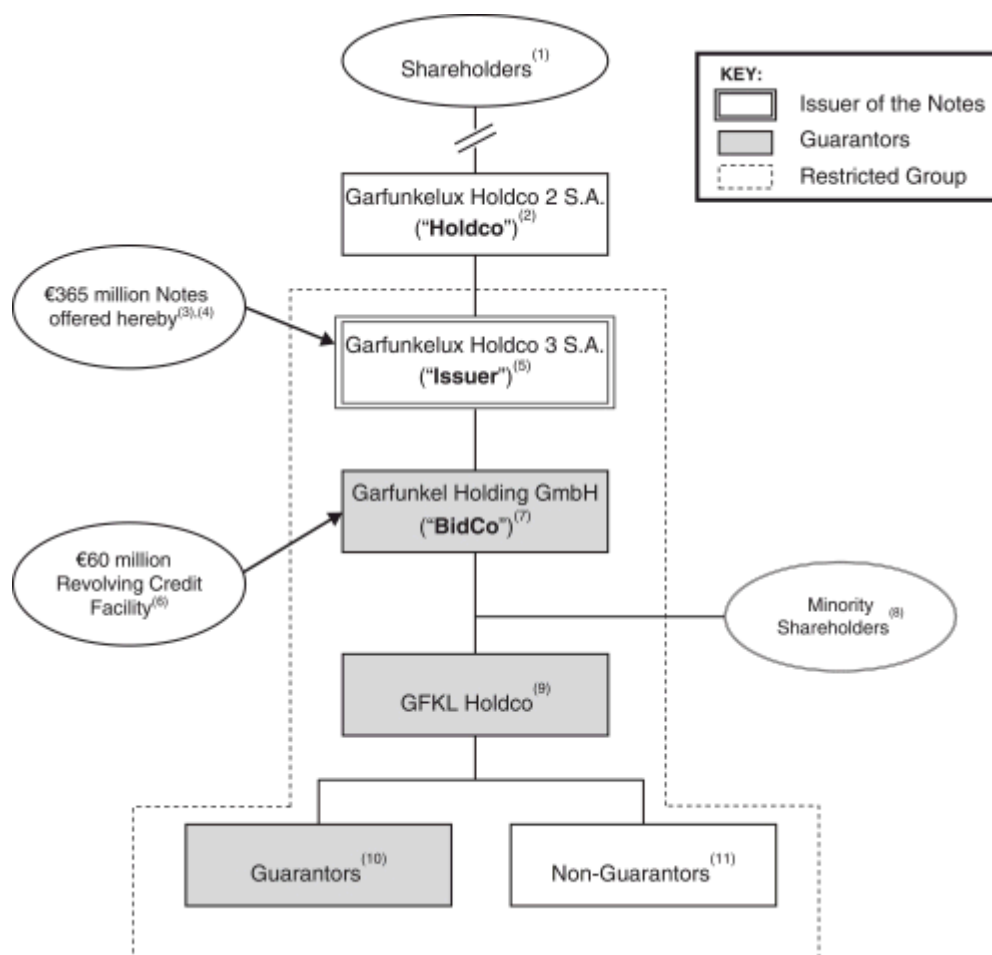 Shareholders(1)
KEY:
Issuer of the Notes
Guarantors
Restricted Group
Garfunkelux Holdco 2 S.A.
(“Holdco”)(2)
€365 million Notes
offered hereby(3),(4)
Garfunkelux Holdco 3 S.A.
(“Issuer”)(5)
Garfunkel Holding GmbH
(“BidCo”)(7)
€60 million
Revolving Credit
Facility(6)
Minority
Shareholders(8)
GFKL Holdco(9)
Guarantors(10)
Non-Guarantors(11)